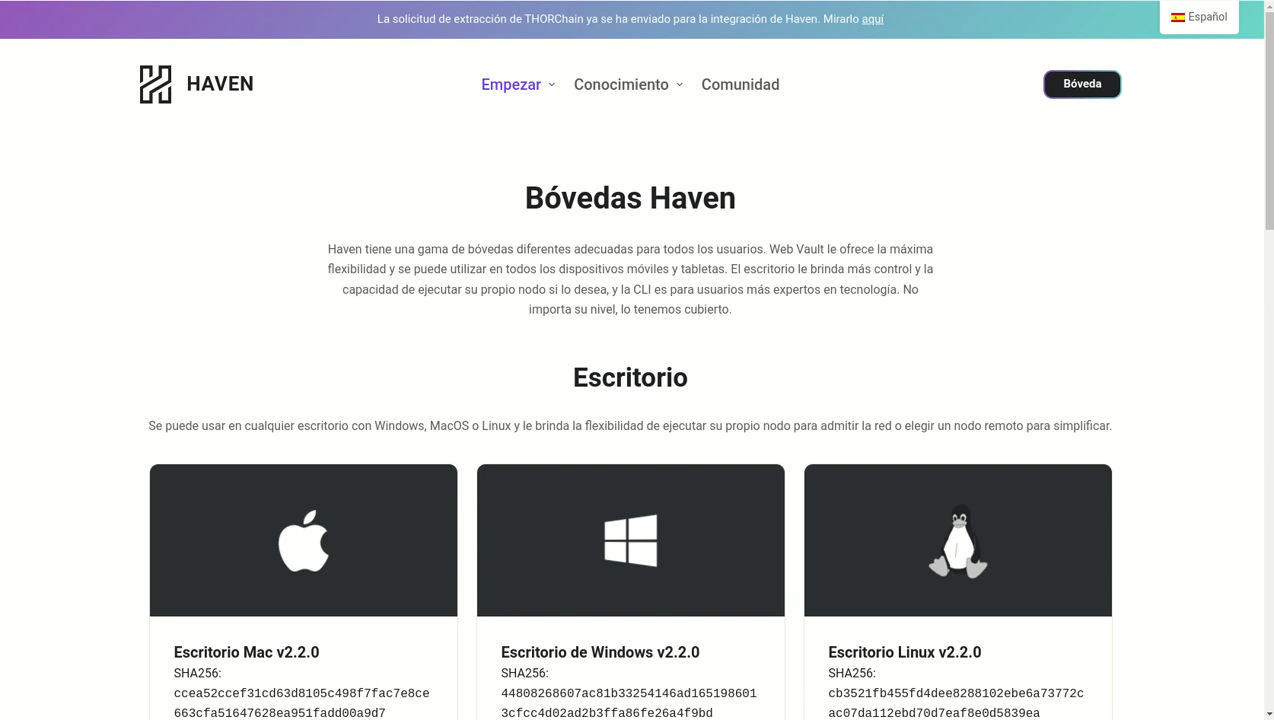 La solicitud de extracción de THORChain ya se ha enviado para la integración de Haven. Mirarlo aquí
Español
HAVEN
Empezar
Conocimiento
Comunidad
Bóveda
Bóvedas Haven
Haven tiene una gama de bóvedas diferentes adecuadas para todos los usuarios. Web Vault le ofrece la máxima
flexibilidad y se puede utilizar en todos los dispositivos móviles y tabletas. El escritorio le brinda más control y la
capacidad de ejecutar su propio nodo si lo desea, y la CLI es para usuarios más expertos en tecnología. No
importa su nivel, lo tenemos cubierto.
Escritorio
Se puede usar en cualquier escritorio con Windows, MacOS o Linux y le brinda la flexibilidad de ejecutar su propio nodo para admitir la red o elegir un nodo remoto para simplificar.
Escritorio Mac v2.2.0
SHA256:
ccea52ccef31cd63d8105c498f7fac7e8ce
663cfa51647628ea951fadd00a9d7
Escritorio de Windows v2.2.0
SHA256:
44808268607ac81b33254146ad165198601
3cfcc4d02ad2b3ffa86fe26a4f9bd
Escritorio Linux v2.2.0
SHA256:
cb3521fb455fd4dee8288102ebe6a73772c
ac07da112ebd70d7eaf8e0d5839ea